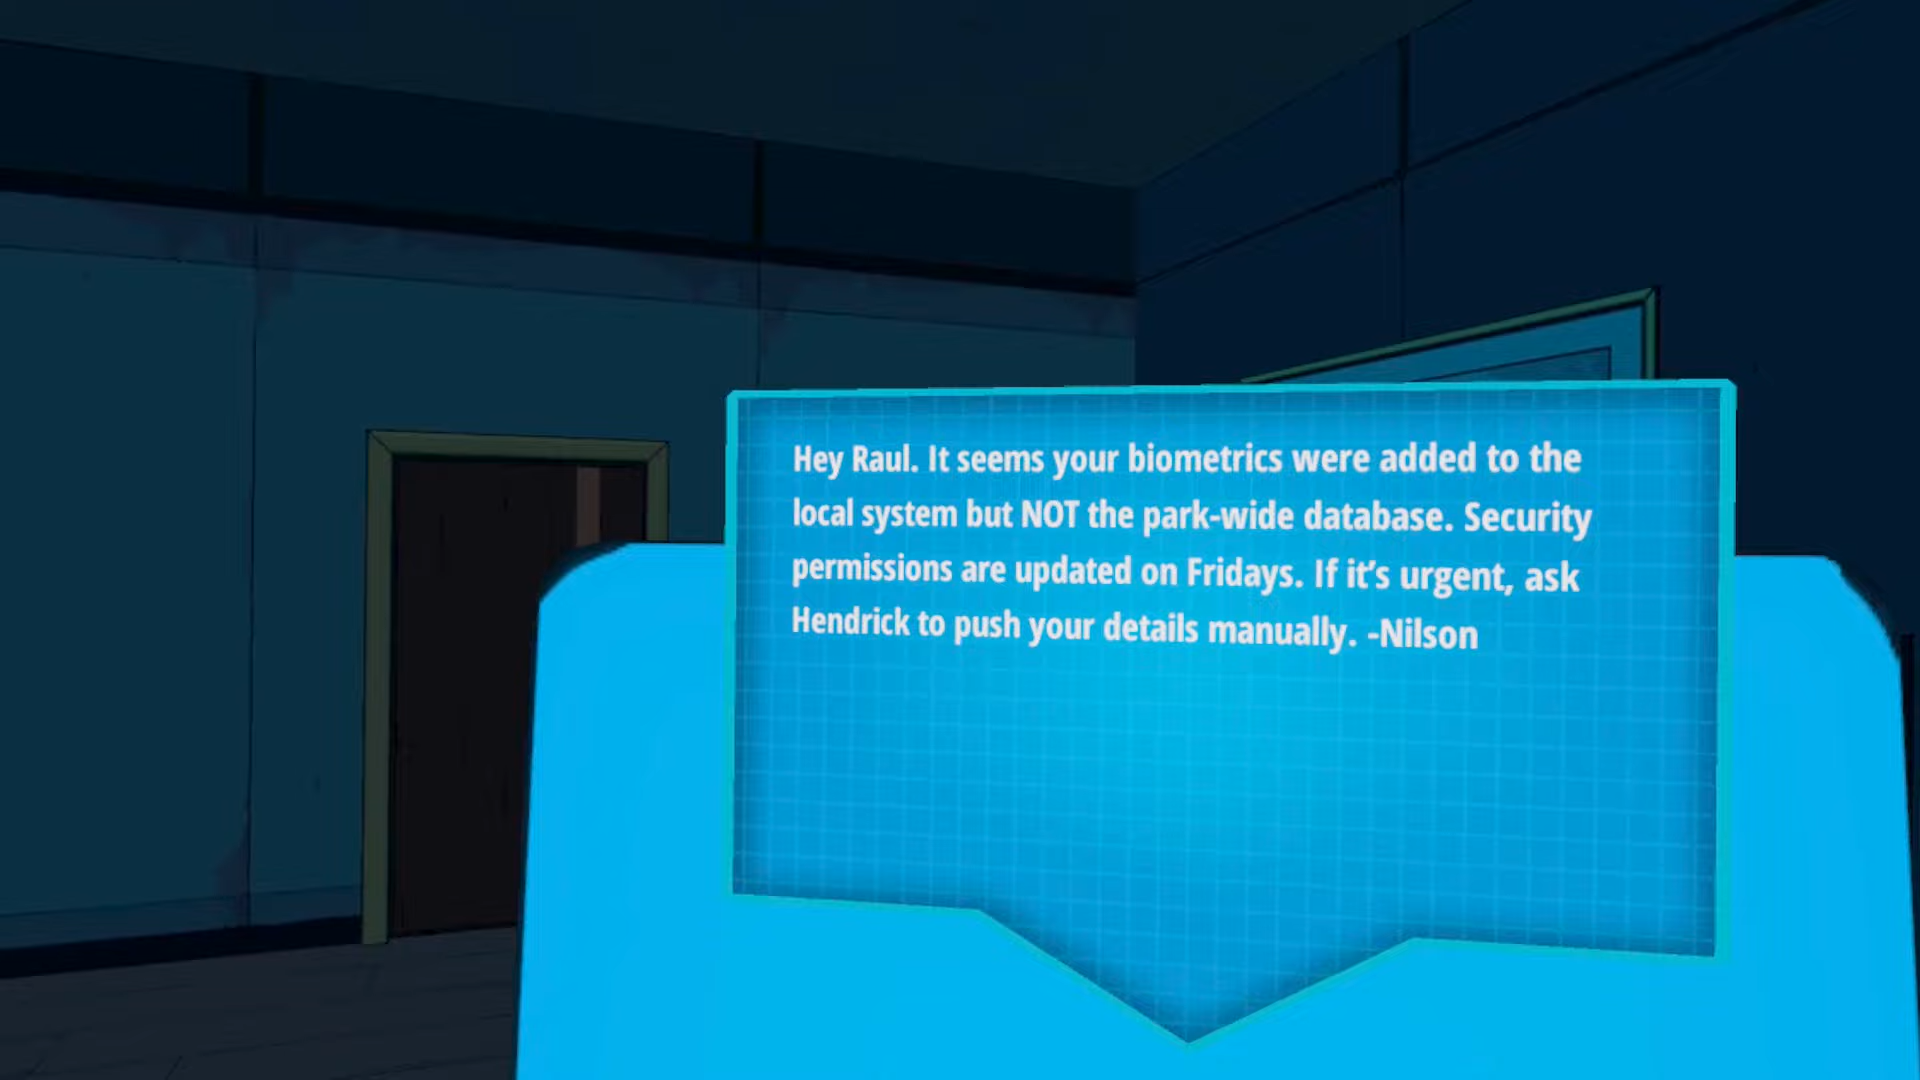 Hey Raul. It seems your biometrics were added to the
local system but NOT the park-wide database. Security
permissions are updated on Fridays. If it’s urgent, ask
Hendrick to push your details manually. -Nilson